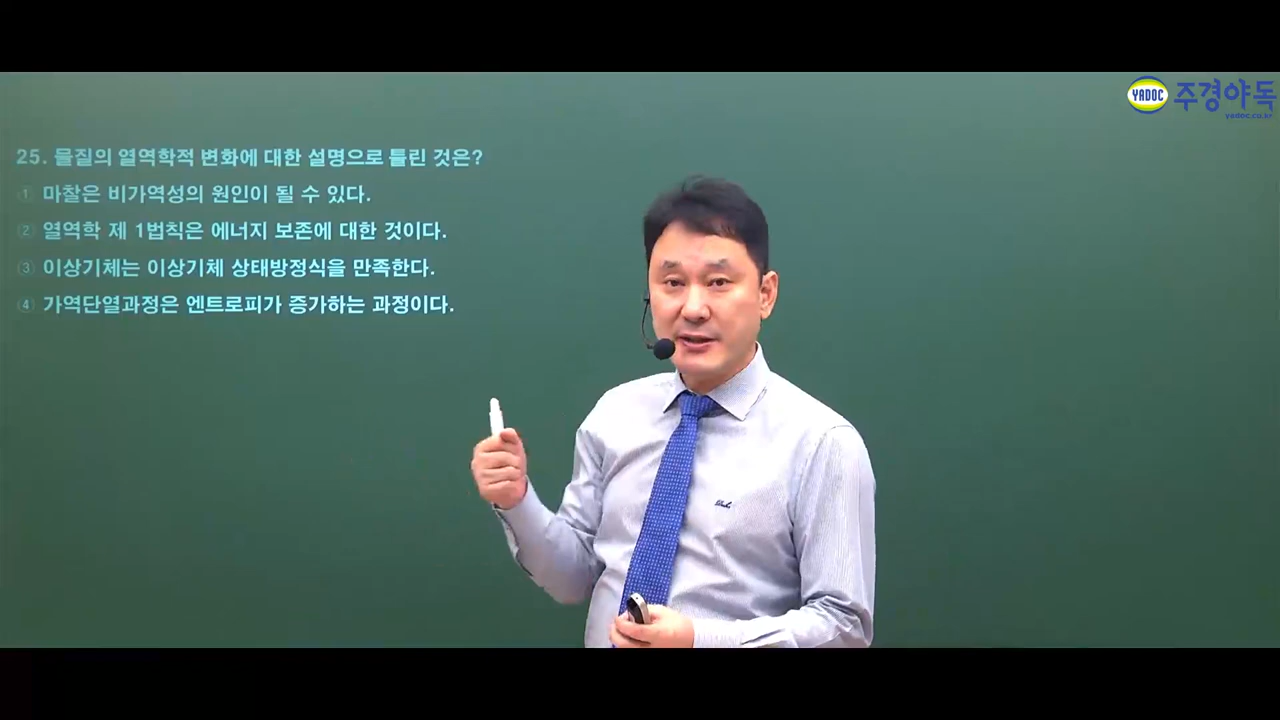 YADOC 주경야독
yadoc.co.kr
25. 물질의 열역학적 변화에 대한 설명으로 틀린 것은?
① 마찰은 비가역성의 원인이 될 수 있다.
② 열역학 제 1법칙은 에너지 보존에 대한 것이다.
③ 이상기체는 이상기체 상태방정식을 만족한다.
④ 가역단열과정은 엔트로피가 증가하는 과정이다.